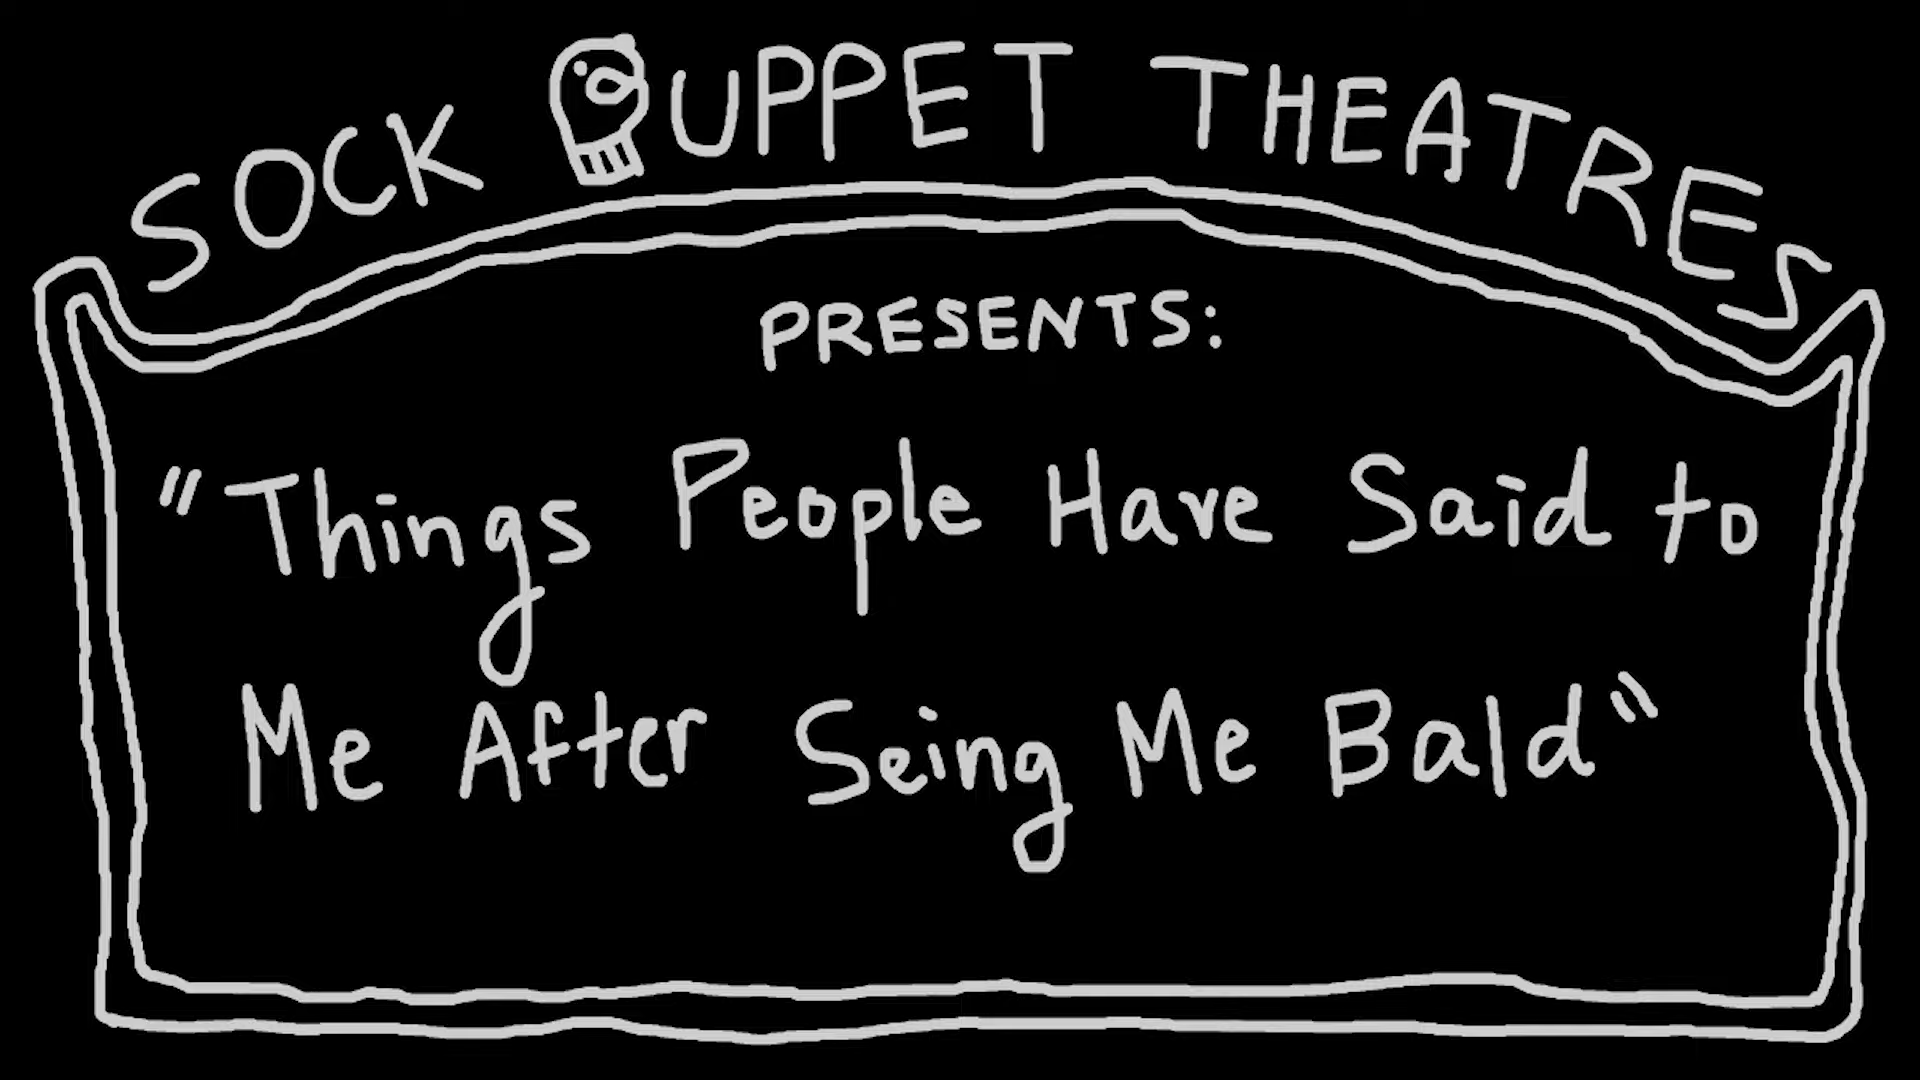 SOCK PUPPET THEATRES
PRESENTS:
"Things People Have Said to
Me After Seing Me Bald"